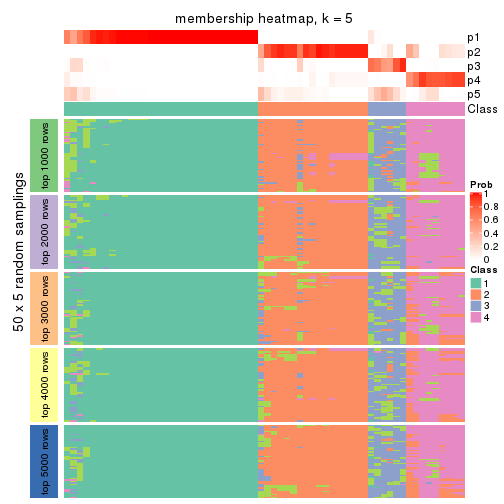 membership heatmap, k = 5
p1
p2
p3
p4
p5
Class
50 x 5 random samplings
top 1000 rows
top 2000 rows
top 3000 rows
top 4000 rows
top 5000 rows
Prob
1
0.8
0.6
0.4
0.2
0
Class
1
2
3
4